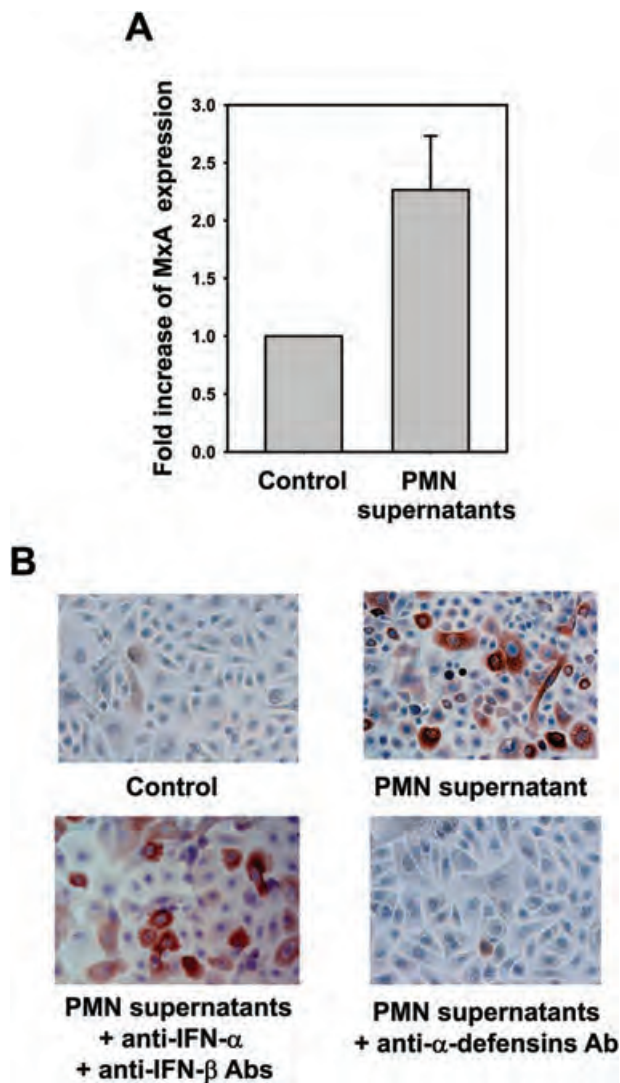 A
Fold increase of MxA expression
3.0
2.5
2.0
1.5
1.0
0.5
0.0
Control
PMN
supernatants
B
Control
PMN supernatant
PMN supernatants
+ anti-IFN-α
+ anti-IFN-β Abs
PMN supernatants
+ anti-α-defensins Ab